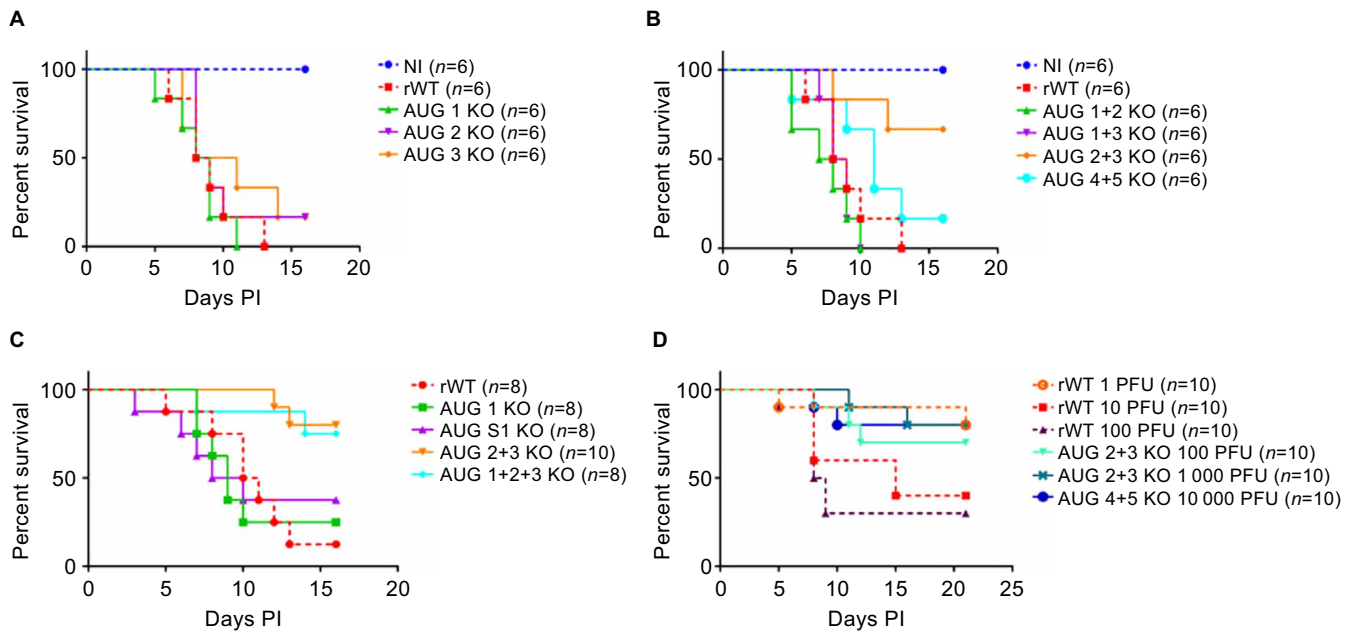 A
100
50
0
0
5
10
15
20
Percent survival
Days PI
NI (n=6)
rWT (n=6)
AUG 1 KO (n=6)
AUG 2 KO (n=6)
AUG 3 KO (n=6)
B
100
50
0
0
5
10
15
20
Percent survival
Days PI
NI (n=6)
rWT (n=6)
AUG 1+2 KO (n=6)
AUG 1+3 KO (n=6)
AUG 2+3 KO (n=6)
AUG 4+5 KO (n=6)
C
100
50
0
0
5
10
15
20
Percent survival
Days PI
rWT (n=8)
AUG 1 KO (n=8)
AUG S1 KO (n=8)
AUG 2+3 KO (n=10)
AUG 1+2+3 KO (n=8)
D
100
50
0
0
5
10
15
20
25
Percent survival
Days PI
rWT 1 PFU (n=10)
rWT 10 PFU (n=10)
rWT 100 PFU (n=10)
AUG 2+3 KO 100 PFU (n=10)
AUG 2+3 KO 1 000 PFU (n=10)
AUG 4+5 KO 10 000 PFU (n=10)